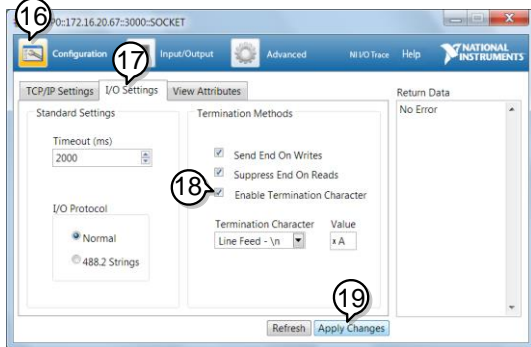 16
P0::172.16.20.67::3000::SOCKET
Configuration Input/Output Advanced NI I/O Trace Help NATIONAL INSTRUMENTS
17
TCP/IP Settings I/O Settings View Attributes
Return Data
Standard Settings
Termination Methods
No Error
Timeout (ms)
2000
Send End On Writes
Suppress End On Reads
18
Enable Termination Character
I/O Protocol
Normal
488.2 Strings
Termination Character Value
Line Feed - \n x A
19
Refresh Apply Changes